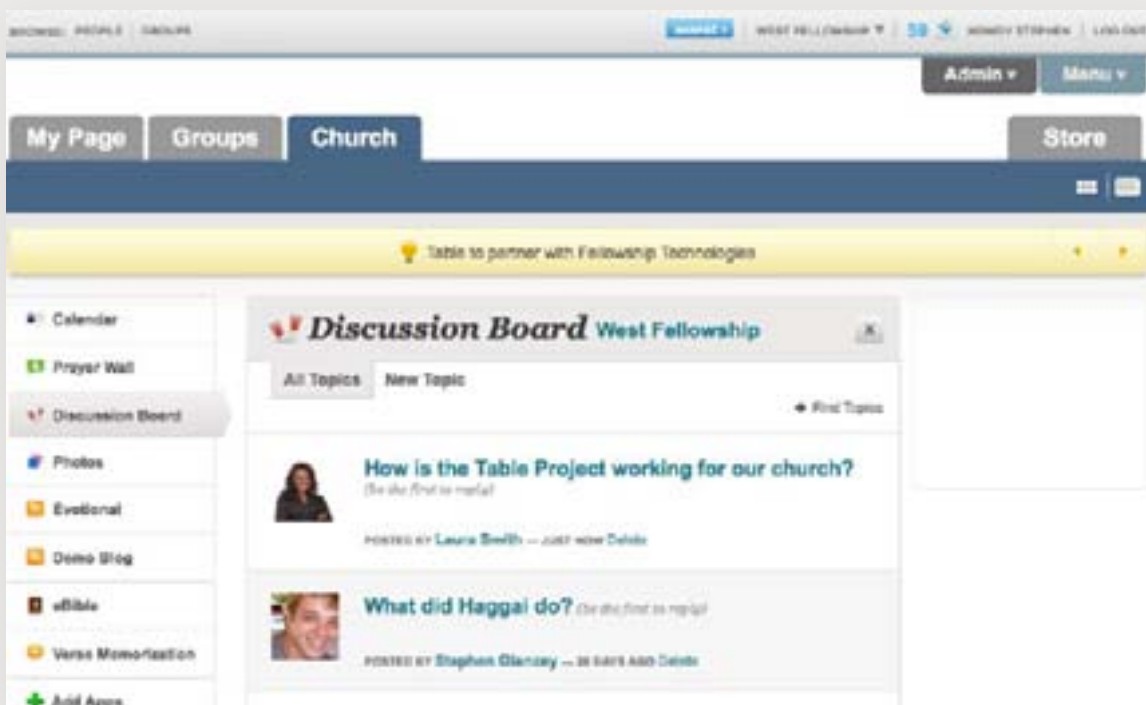 BROWSE: PEOPLE GROUPS
WEST FELLOWSHIP 59 HOWDY STEPHEN LOG OUT
Admin Menu
My Page Groups Church Store
Table to partner with Fellowship Technologies
Calendar
Prayer Wall
Discussion Board
Photos
Evotional
Demo Blog
eBible
Verse Memorization
Add Apps
Discussion Board West Fellowship
All Topics New Topic
Find Topics
How is the Table Project working for our church?
(be the first to reply)
POSTED BY Laura Smith — JUST NOW Delete
What did Haggai do? (be the first to reply)
POSTED BY Stephen — DAYS AGO Delete